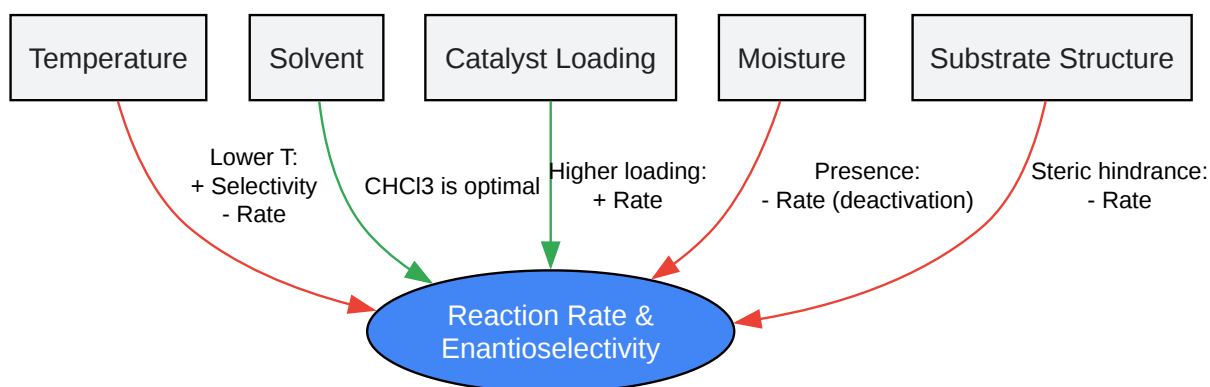 Temperature
Solvent
Catalyst Loading
Moisture
Substrate Structure
Lower T:
+ Selectivity
- Rate
CHCl3 is optimal
Higher loading:
+ Rate
Presence:
- Rate (deactivation)
Steric hindrance:
- Rate
Reaction Rate &
Enantioselectivity